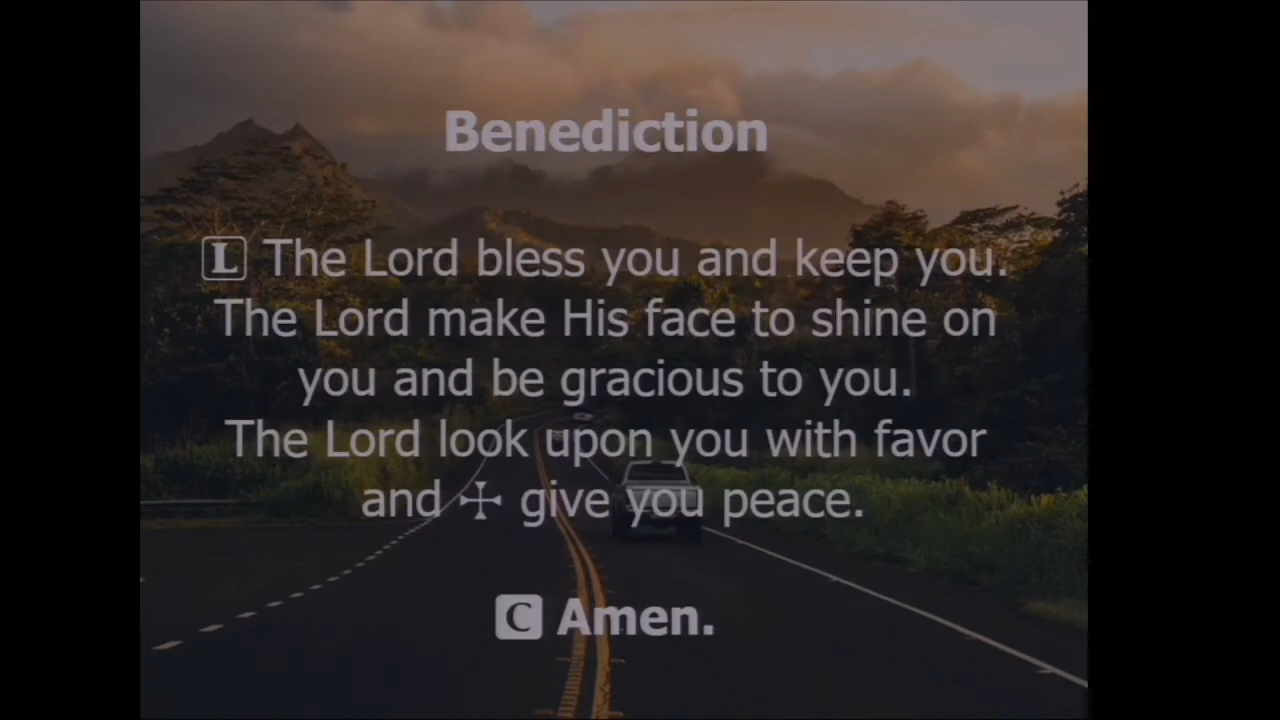 Benediction
L The Lord bless you and keep you.
The Lord make His face to shine on
you and be gracious to you.
The Lord look upon you with favor
and ☩ give you peace.
C Amen.